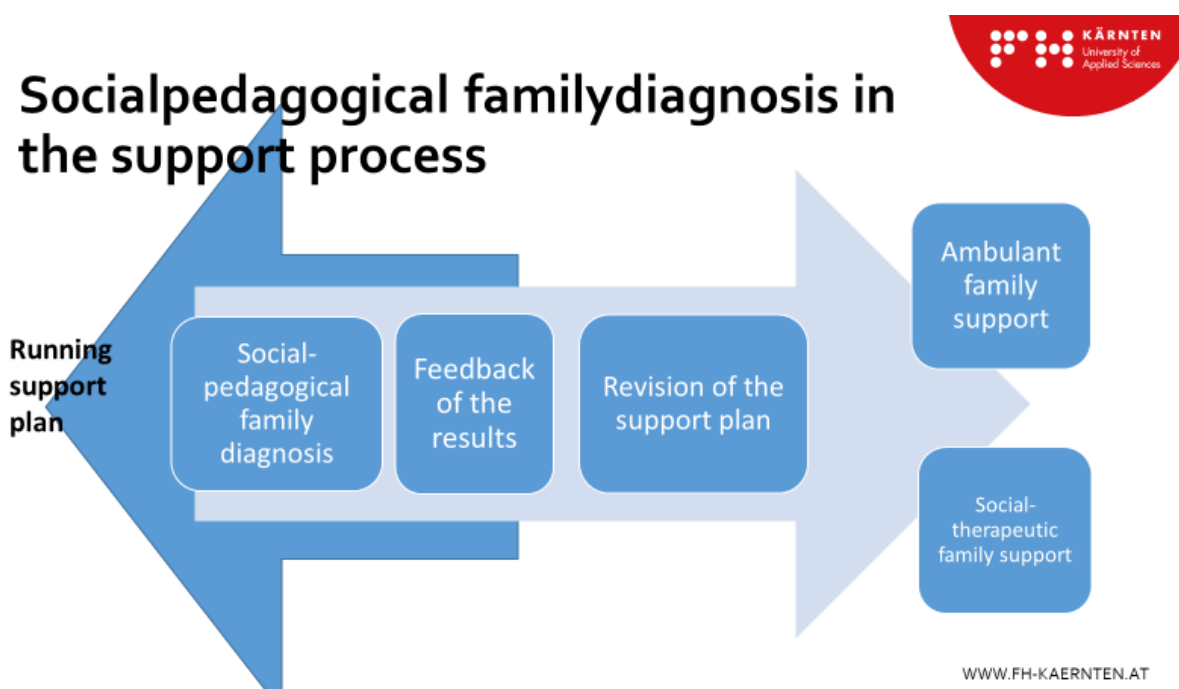 KÄRNTEN
University of
Applied Sciences
Socialpedagogical familydiagnosis in
the support process
Running
support
plan
Social-
pedagogical
family
diagnosis
Feedback
of the
results
Revision of the
support plan
Ambulant
family
support
Social-
therapeutic
family support
WWW.FH-KAERNTEN.AT